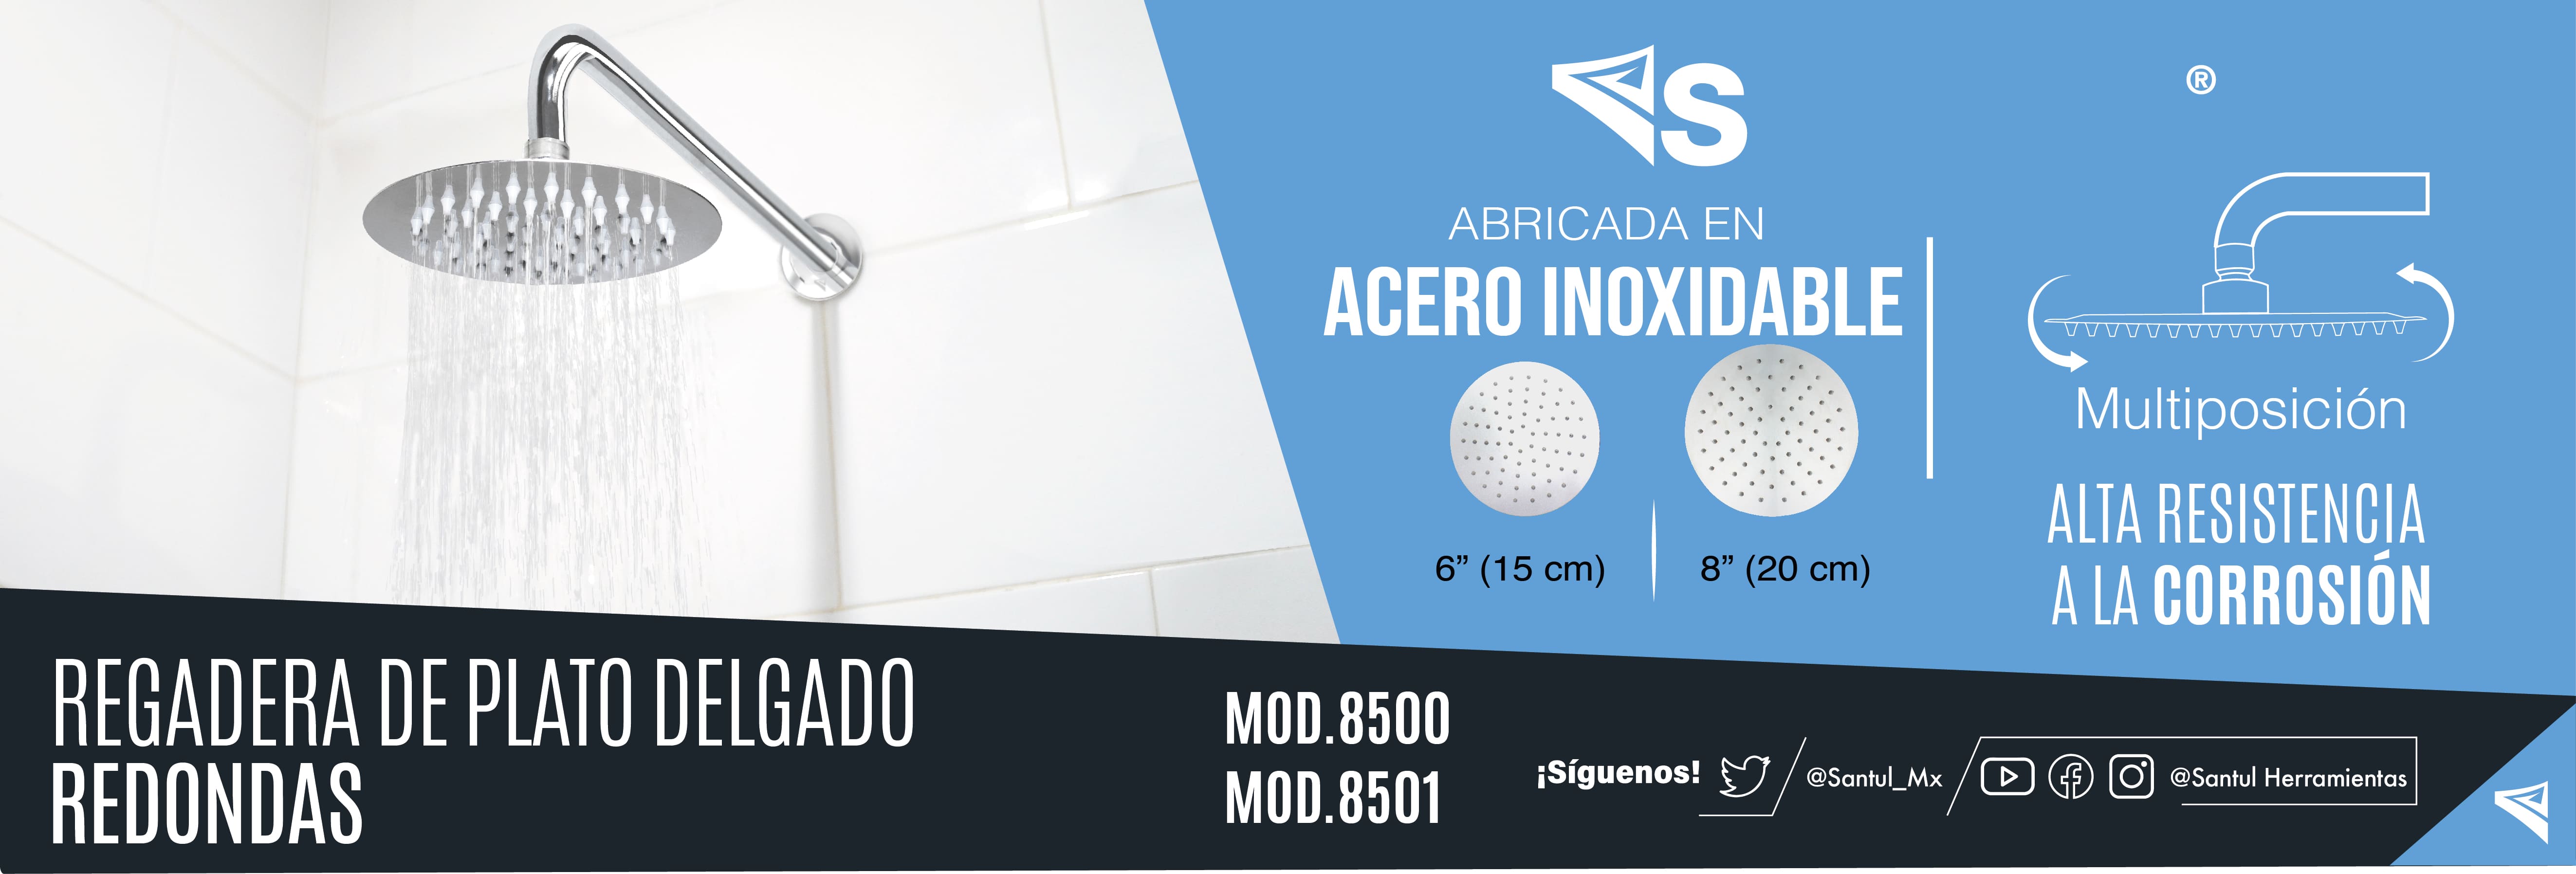 S
®
ABRICADA EN
ACERO INOXIDABLE
6” (15 cm)
8” (20 cm)
Multiposición
ALTA RESISTENCIA
A LA CORROSIÓN
REGADERA DE PLATO DELGADO
REDONDAS
MOD.8500
MOD.8501
¡Síguenos!
@Santul_Mx
@Santul Herramientas